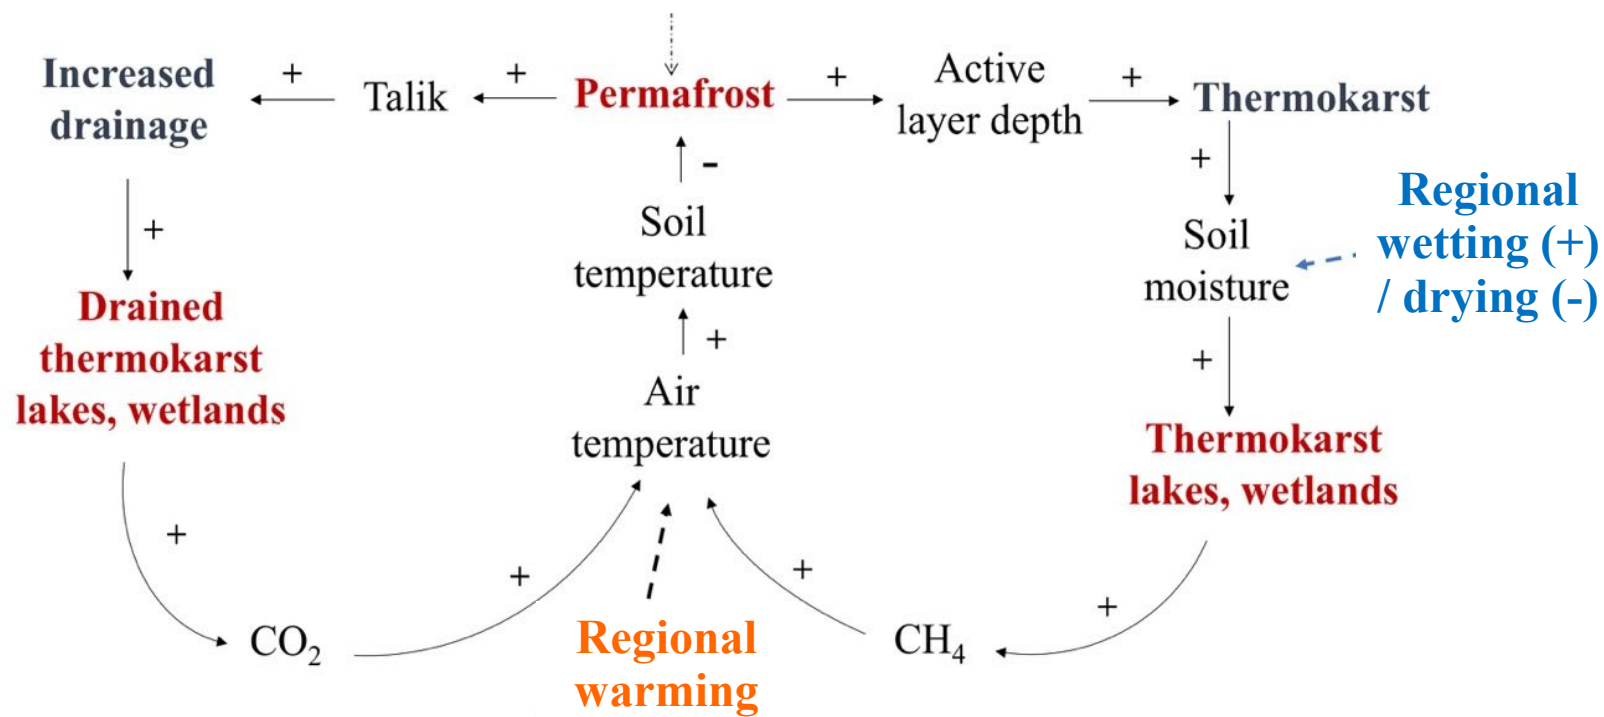 Increased
drainage
+
Talik
+
Permafrost
+
Active
layer depth
+
Thermokarst
+
-
+
Soil
temperature
Soil
moisture
Regional
wetting (+)
/ drying (-)
+
+
Drained
thermokarst
lakes, wetlands
Air
temperature
Thermokarst
lakes, wetlands
+
+
+
+
CO₂
Regional
warming
CH₄